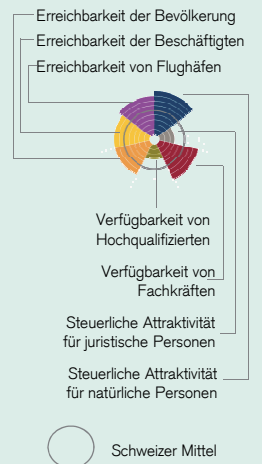 Erreichbarkeit der Bevölkerung
Erreichbarkeit der Beschäftigten
Erreichbarkeit von Flughäfen
Verfügbarkeit von
Hochqualifizierten
Verfügbarkeit von
Fachkräften
Steuerliche Attraktivität
für juristische Personen
Steuerliche Attraktivität
für natürliche Personen
Schweizer Mittel